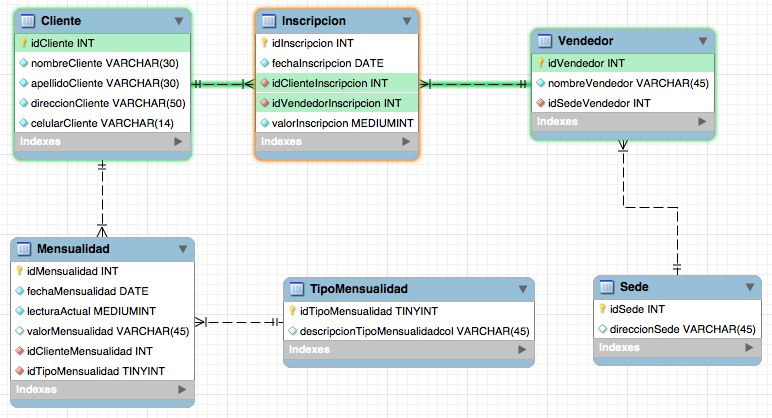 Cliente
idCliente INT
nombreCliente VARCHAR(30)
apellidoCliente VARCHAR(30)
direccionCliente VARCHAR(50)
celularCliente VARCHAR(14)
Indexes
Inscripcion
idInscripcion INT
fechaInscripcion DATE
idClienteInscripcion INT
idVendedorInscripcion INT
valorInscripcion MEDIUMINT
Indexes
Vendedor
idVendedor INT
nombreVendedor VARCHAR(45)
idSedeVendedor INT
Indexes
Mensualidad
idMensualidad INT
fechaMensualidad DATE
lecturaActual MEDIUMINT
valorMensualidad VARCHAR(45)
idClienteMensualidad INT
idTipoMensualidad TINYINT
Indexes
TipoMensualidad
idTipoMensualidad TINYINT
descripcionTipoMensualidadcol VARCHAR(45)
Indexes
Sede
idSede INT
direccionSede VARCHAR(45)
Indexes